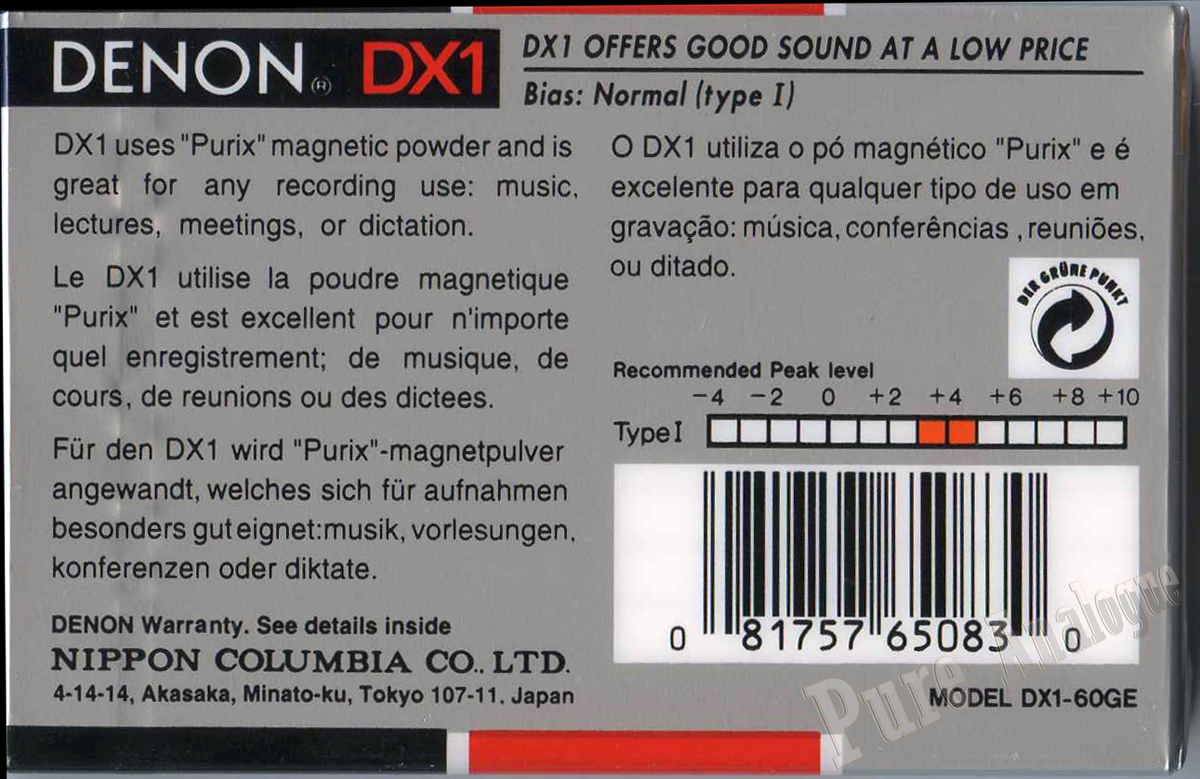 DENON® DX1
DX1 OFFERS GOOD SOUND AT A LOW PRICE
Bias: Normal (type I)
DX1 uses "Purix" magnetic powder and is
great for any recording use: music,
lectures, meetings, or dictation.
Le DX1 utilise la poudre magnetique
"Purix" et est excellent pour n'importe
quel enregistrement; de musique, de
cours, de reunions ou des dictees.
Für den DX1 wird "Purix"-magnetpulver
angewandt, welches sich für aufnahmen
besonders gut eignet:musik, vorlesungen,
konferenzen oder diktate.
DENON Warranty. See details inside
NIPPON COLUMBIA CO., LTD.
4-14-14, Akasaka, Minato-ku, Tokyo 107-11, Japan
O DX1 utiliza o pó magnético "Purix" e é
excelente para qualquer tipo de uso em
gravação: música, conferências , reuniões,
ou ditado.
DER GRÜNE PUNKT
Recommended Peak level
-4 -2 0 +2 +4 +6 +8 +10
Type I
0 81757 65083 0
MODEL DX1-60GE
Pure Analogue